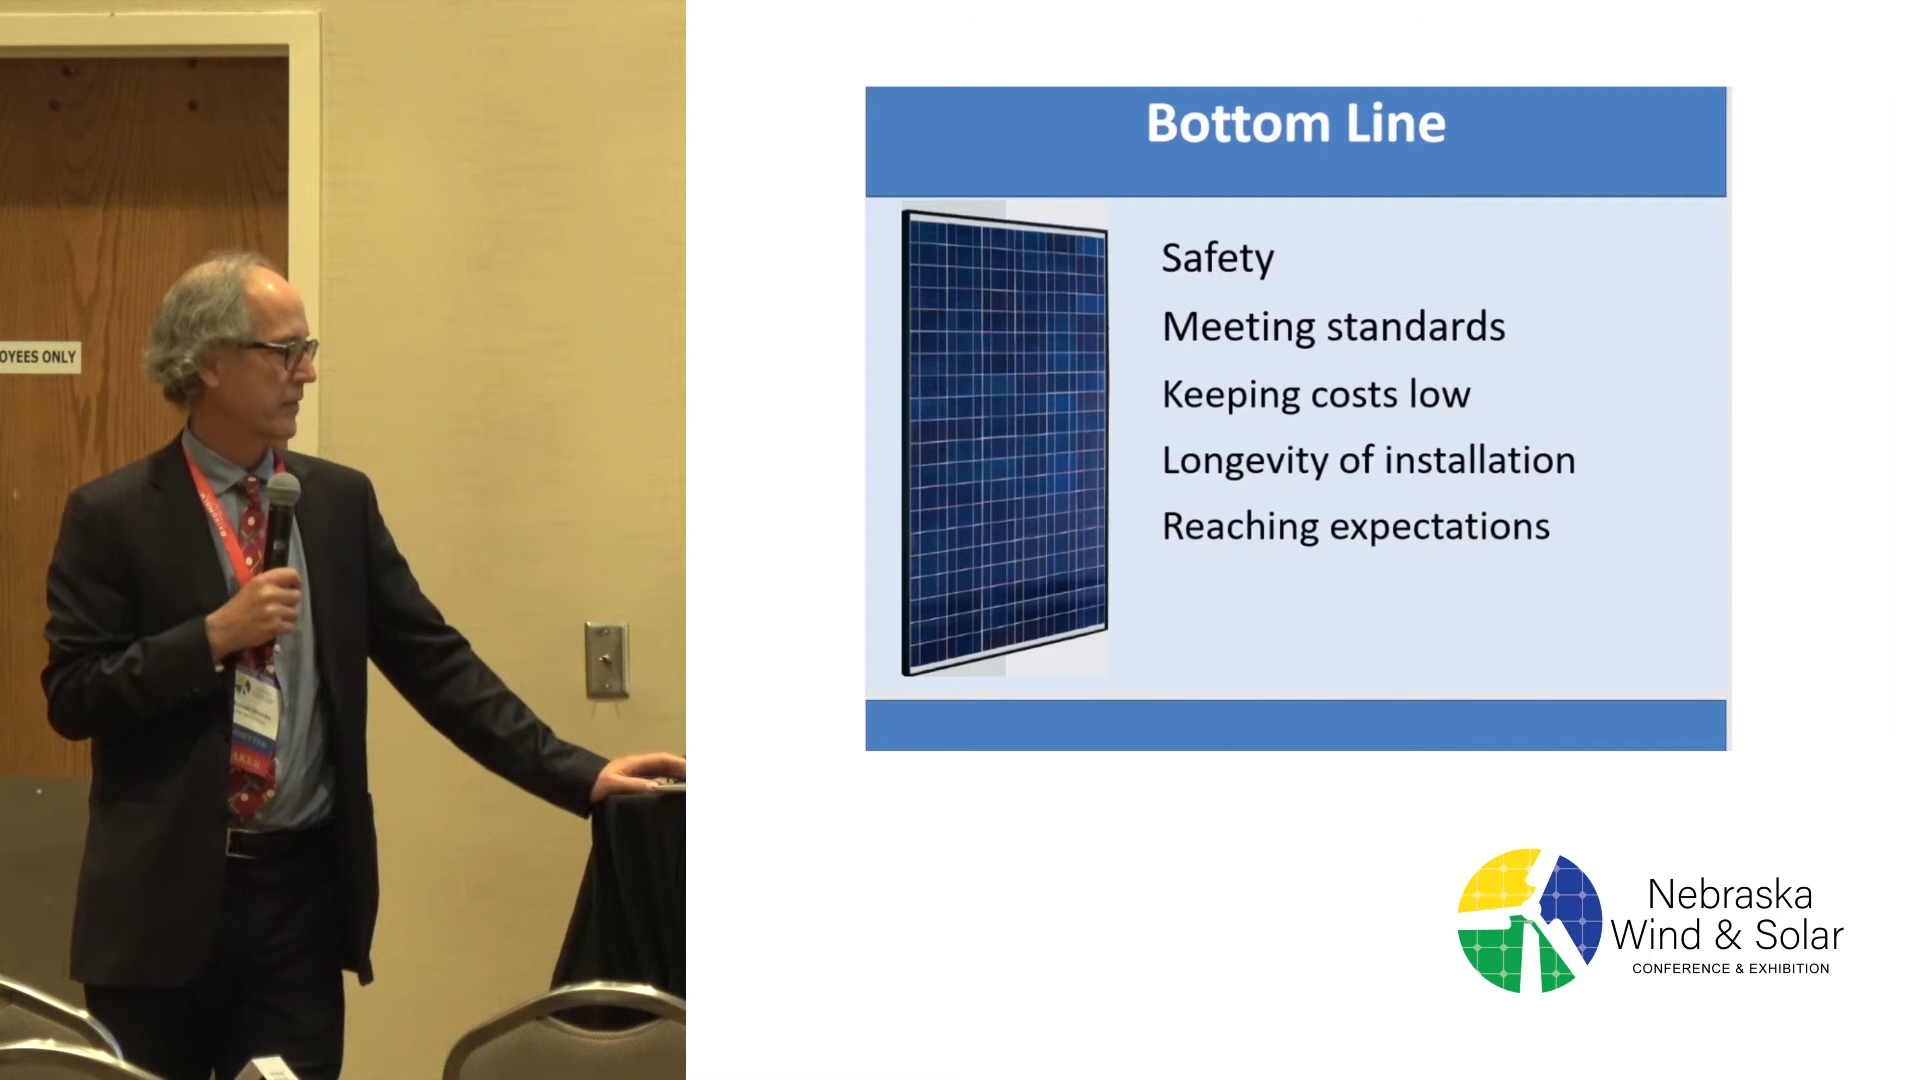 OYEES ONLY
Bottom Line
Safety
Meeting standards
Keeping costs low
Longevity of installation
Reaching expectations
AKER
Nebraska
Wind & Solar
CONFERENCE & EXHIBITION